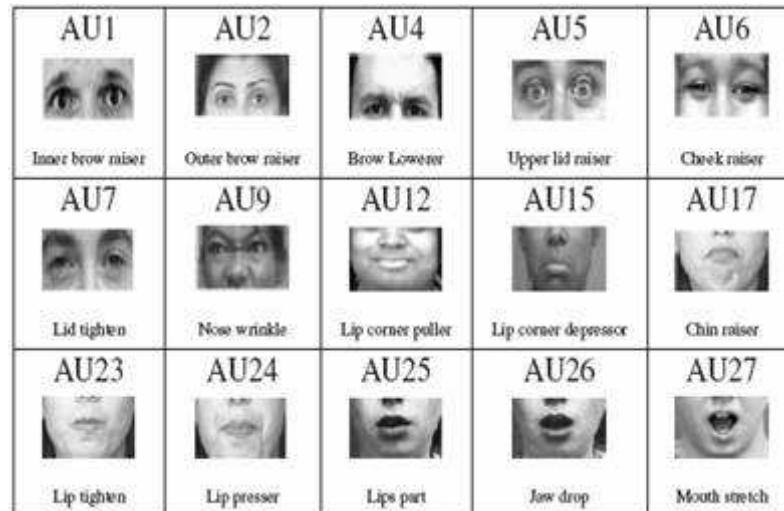 AU1 AU2 AU4 AU5 AU6
Inner brow raiser Outer brow raiser Brow Lowerer Upper lid raiser Cheek raiser
AU7 AU9 AU12 AU15 AU17
Lid tighten Nose wrinkle Lip corner puller Lip corner depressor Chin raiser
AU23 AU24 AU25 AU26 AU27
Lip tighten Lip presser Lips part Jaw drop Mouth stretch